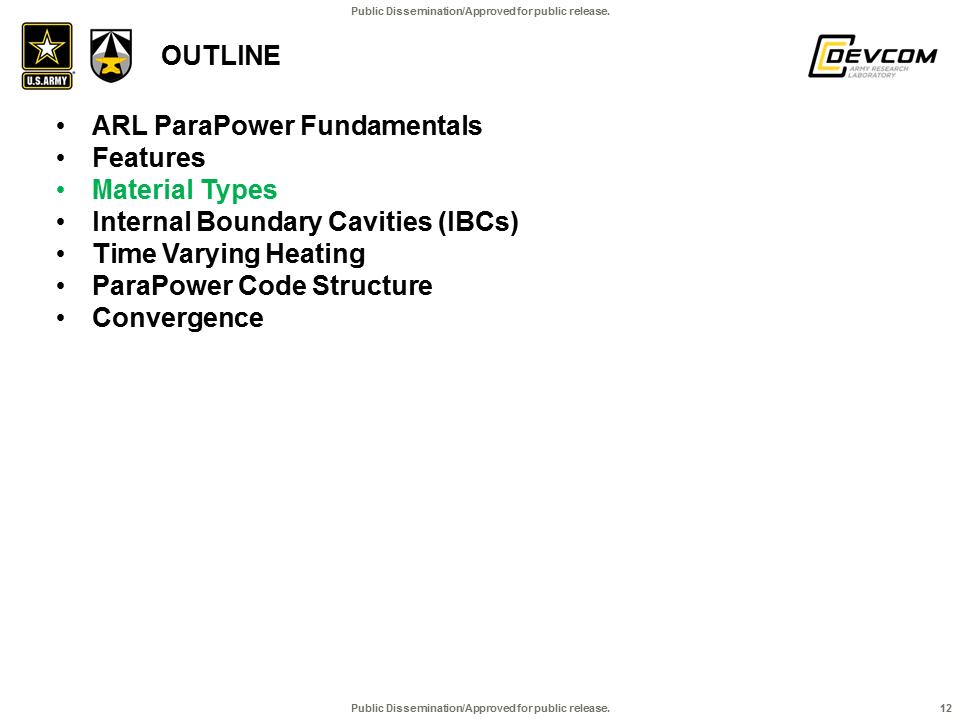 Public Dissemination/Approved for public release.
U.S.ARMY
OUTLINE
DEVCOM
ARMY RESEARCH
LABORATORY
• ARL ParaPower Fundamentals
• Features
• Material Types
• Internal Boundary Cavities (IBCs)
• Time Varying Heating
• ParaPower Code Structure
• Convergence
Public Dissemination/Approved for public release.
12